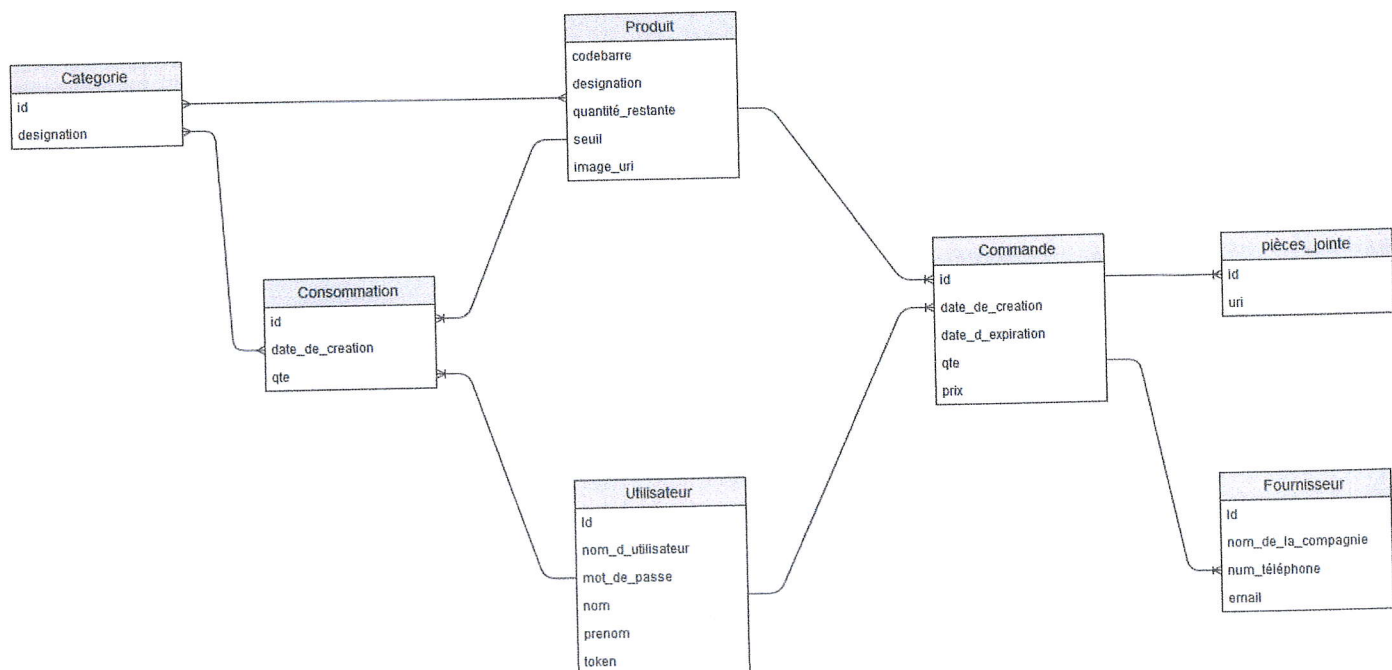 Categorie
id
designation
Produit
codebarre
designation
quantité_restante
seuil
image_uri
Consommation
id
date_de_creation
qte
Commande
id
date_de_creation
date_d_expiration
qte
prix
pièces_jointe
id
uri
Utilisateur
Id
nom_d_utilisateur
mot_de_passe
nom
prenom
token
Fournisseur
Id
nom_de_la_compagnie
num_téléphone
email